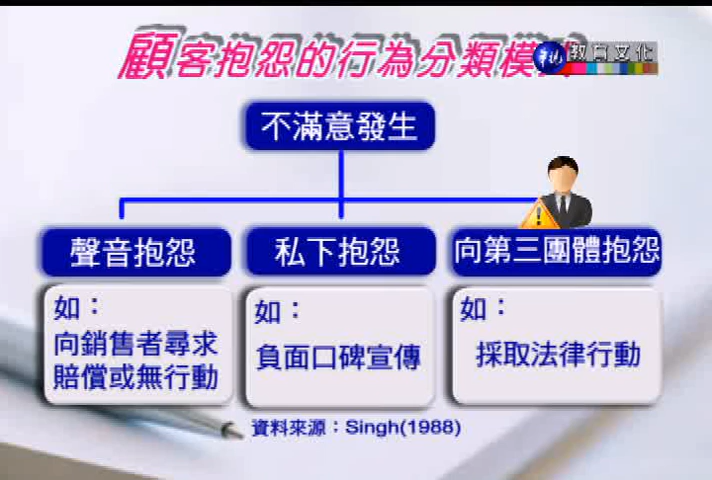 顧客抱怨的行為分類模式
華視 教育文化
不滿意發生
聲音抱怨
私下抱怨
向第三團體抱怨
如：
向銷售者尋求
賠償或無行動
如：
負面口碑宣傳
如：
採取法律行動
資料來源：Singh(1988)